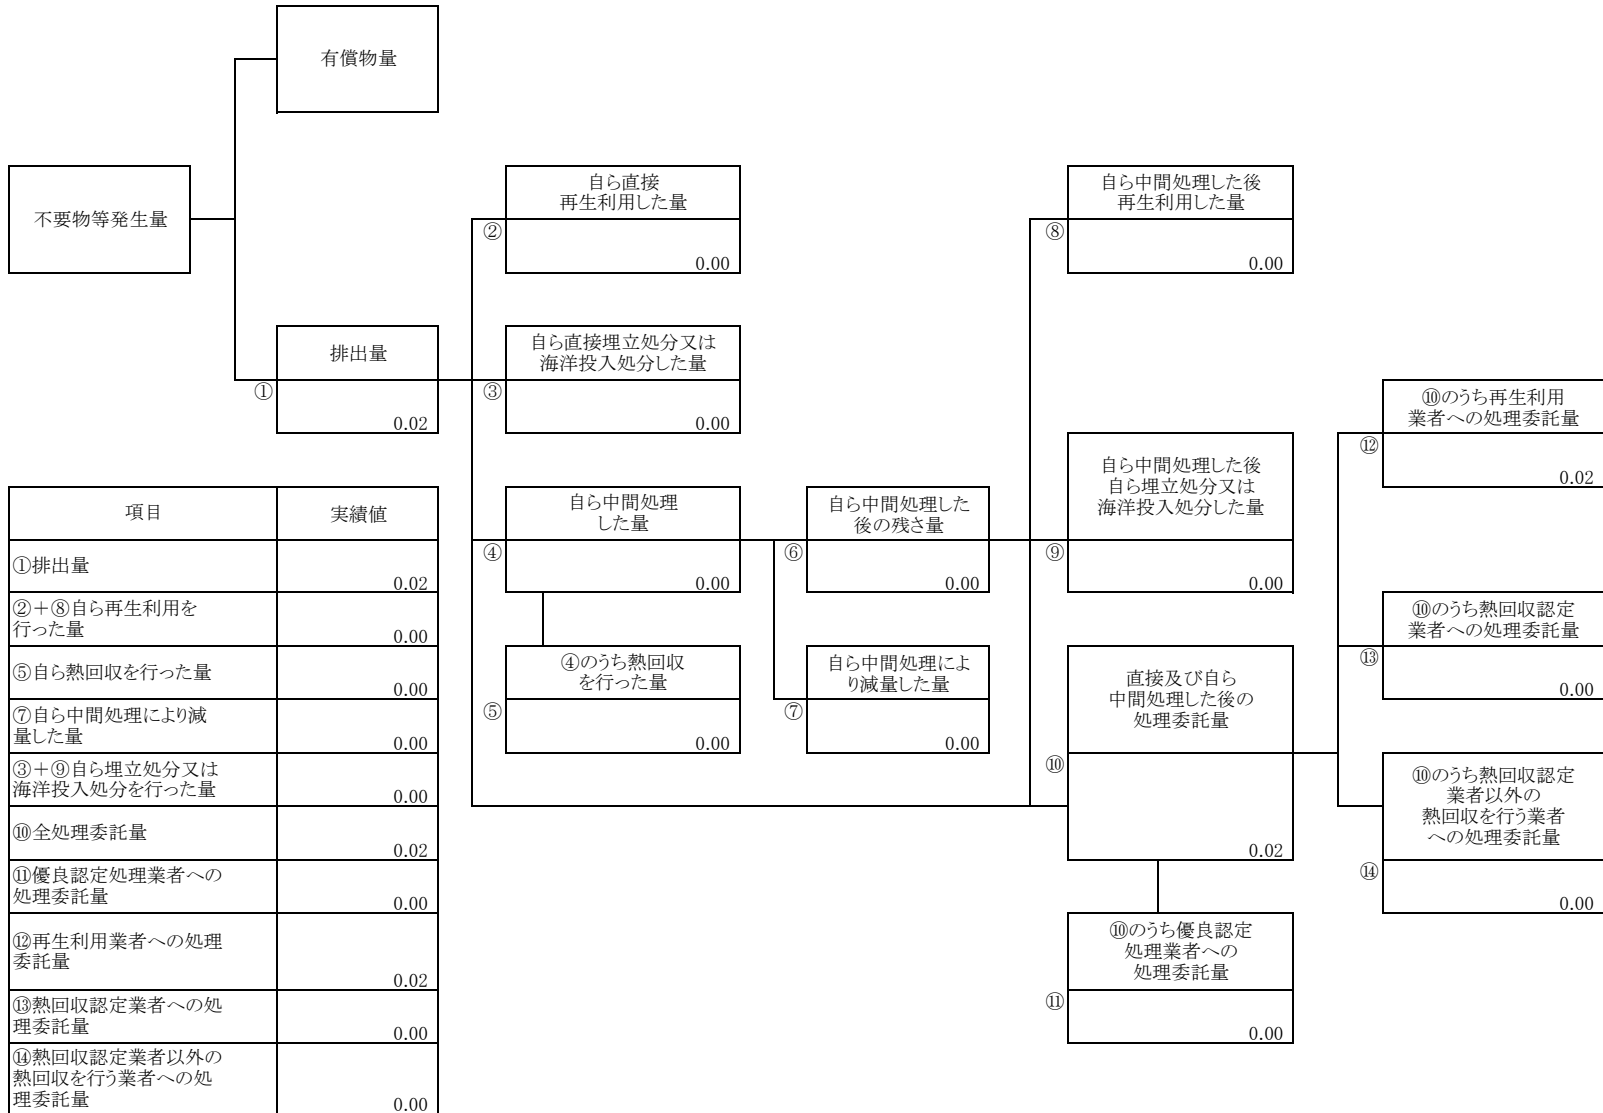 有償物量
不要物等発生量
自ら直接
再生利用した量
②
0.00
自ら中間処理した後
再生利用した量
⑧
0.00
排出量
①
0.02
自ら直接埋立処分又は
海洋投入処分した量
③
0.00
⑩のうち再生利用
業者への処理委託量
⑫
0.02
自ら中間処理
した量
④
0.00
自ら中間処理した
後の残さ量
⑥
0.00
自ら中間処理した後
自ら埋立処分又は
海洋投入処分した量
⑨
0.00
⑩のうち熱回収認定
業者への処理委託量
⑬
0.00
④のうち熱回収
を行った量
⑤
0.00
自ら中間処理によ
り減量した量
⑦
0.00
直接及び自ら
中間処理した後の
処理委託量
⑩
0.02
⑩のうち熱回収認定
業者以外の
熱回収を行う業者
への処理委託量
⑭
0.00
⑩のうち優良認定
処理業者への
処理委託量
⑪
0.00
項目 実績値
①排出量
0.02
②+⑧自ら再生利用を
行った量
0.00
⑤自ら熱回収を行った量
0.00
⑦自ら中間処理により減
量した量
0.00
③+⑨自ら埋立処分又は
海洋投入処分を行った量
0.00
⑩全処理委託量
0.02
⑪優良認定処理業者への
処理委託量
0.00
⑫再生利用業者への処理
委託量
0.02
⑬熱回収認定業者への処
理委託量
0.00
⑭熱回収認定業者以外の
熱回収を行う業者への処
理委託量
0.00